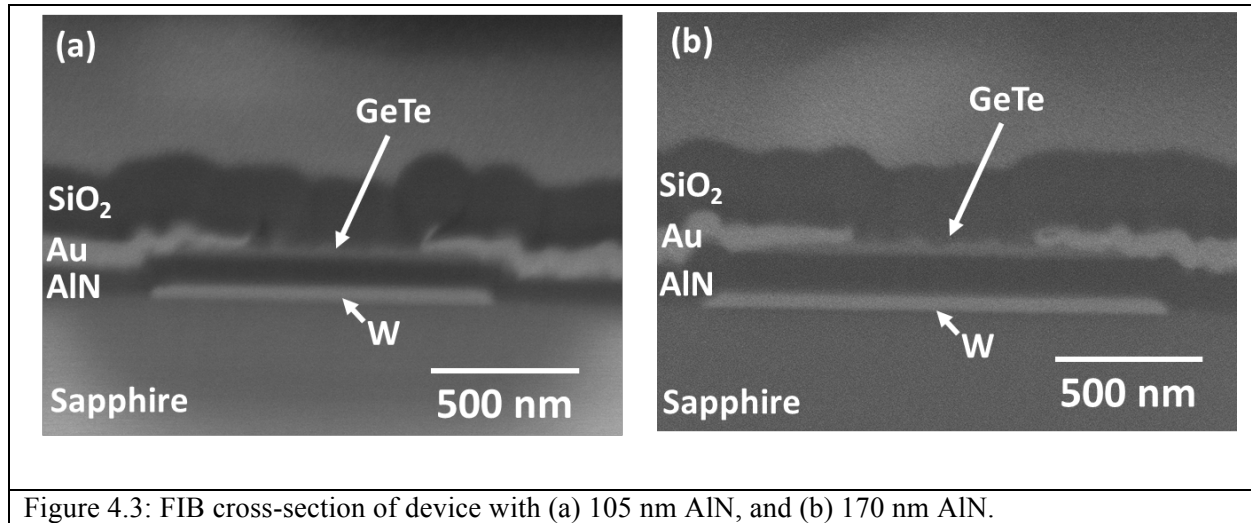 (a)
GeTe
SiO₂
Au
AlN
W
500 nm
Sapphire
(b)
GeTe
SiO₂
Au
AlN
W
500 nm
Sapphire
Figure 4.3: FIB cross-section of device with (a) 105 nm AlN, and (b) 170 nm AlN.